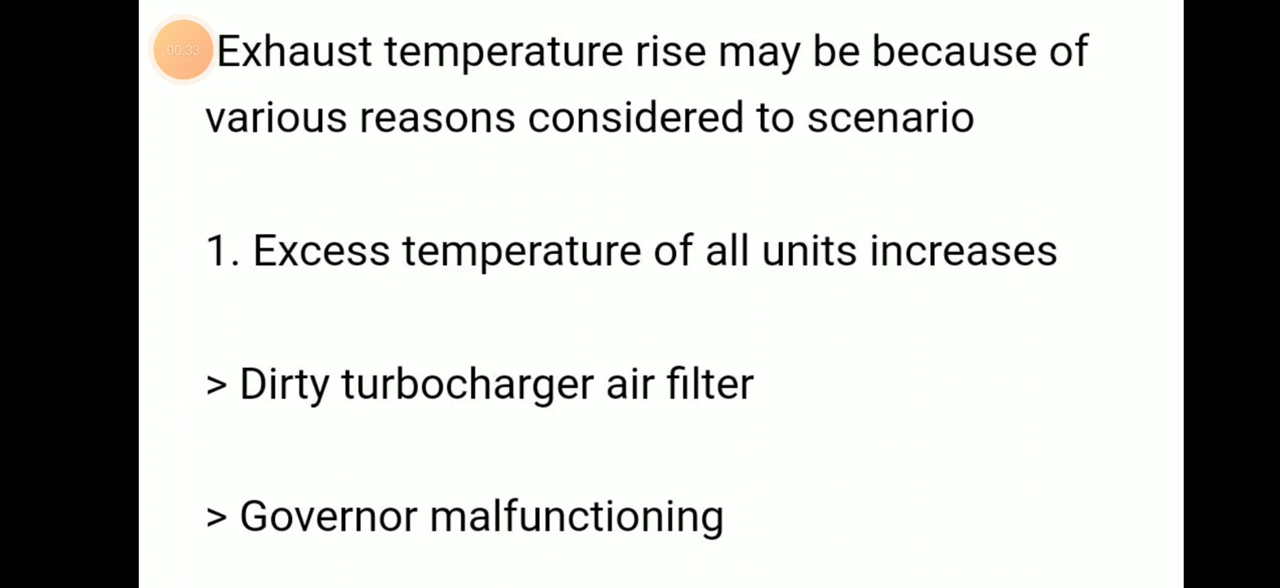 00:33
Exhaust temperature rise may be because of
various reasons considered to scenario
1. Excess temperature of all units increases
> Dirty turbocharger air filter
> Governor malfunctioning